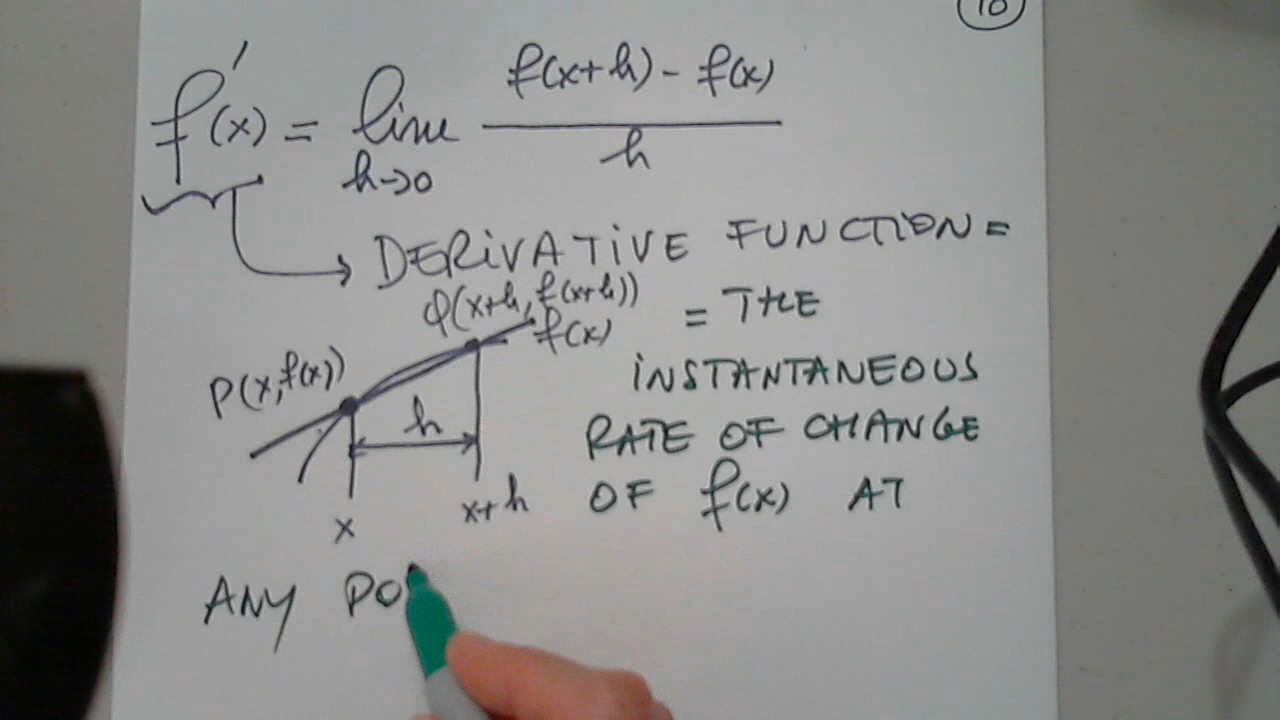 10
f'(x) = lim h→0 f(x+h) - f(x) / h
DERIVATIVE FUNCTION =
= THE
INSTANTANEOUS
RATE OF CHANGE
OF f(x) AT
Q(x+h, f(x+h))
f(x)
P(x, f(x))
h
x
x+h
ANY PO